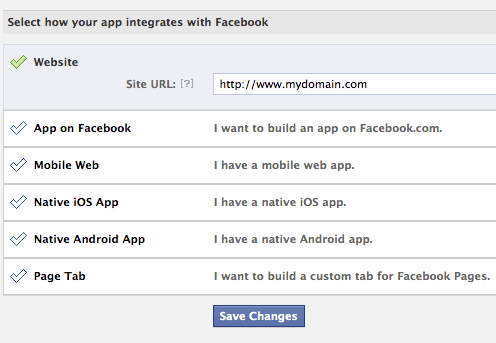 Select how your app integrates with Facebook
Website
Site URL: [?] http://www.mydomain.com
App on Facebook I want to build an app on Facebook.com.
Mobile Web I have a mobile web app.
Native iOS App I have a native iOS app.
Native Android App I have a native Android app.
Page Tab I want to build a custom tab for Facebook Pages.
Save Changes